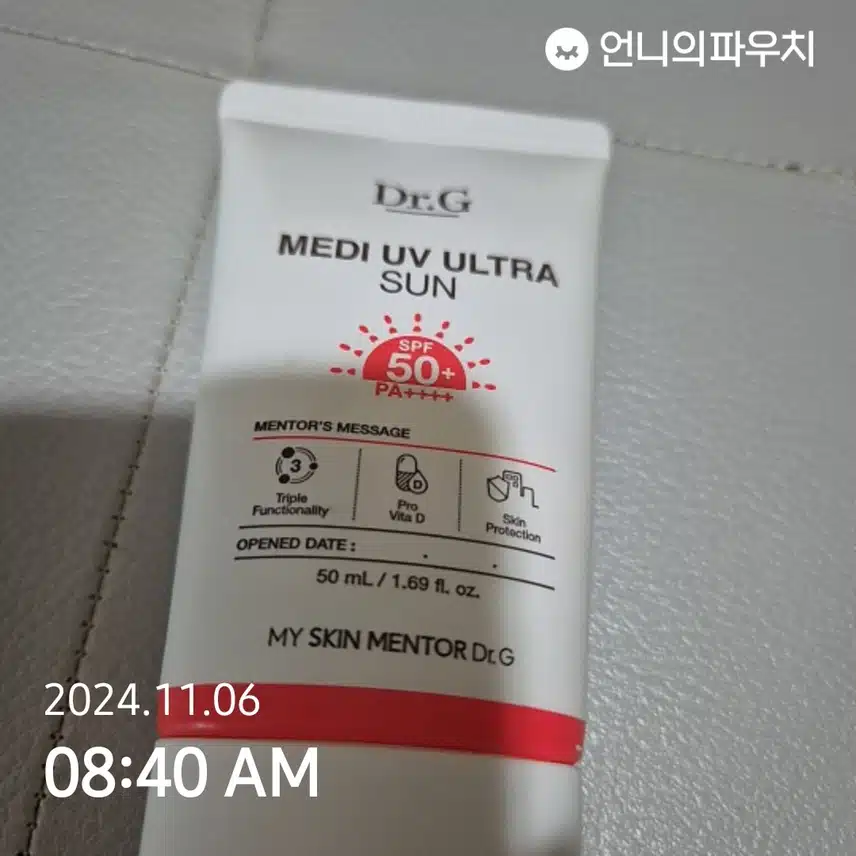 언니의파우치
Dr.G
MEDI UV ULTRA
SUN
SPF
50+
PA++++
MENTOR'S MESSAGE
3
Triple
Functionality
D
Pro
Vita D
Skin
Protection
OPENED DATE : . .
50 mL / 1.69 fl. oz.
MY SKIN MENTOR Dr.G
2024.11.06
08:40 AM